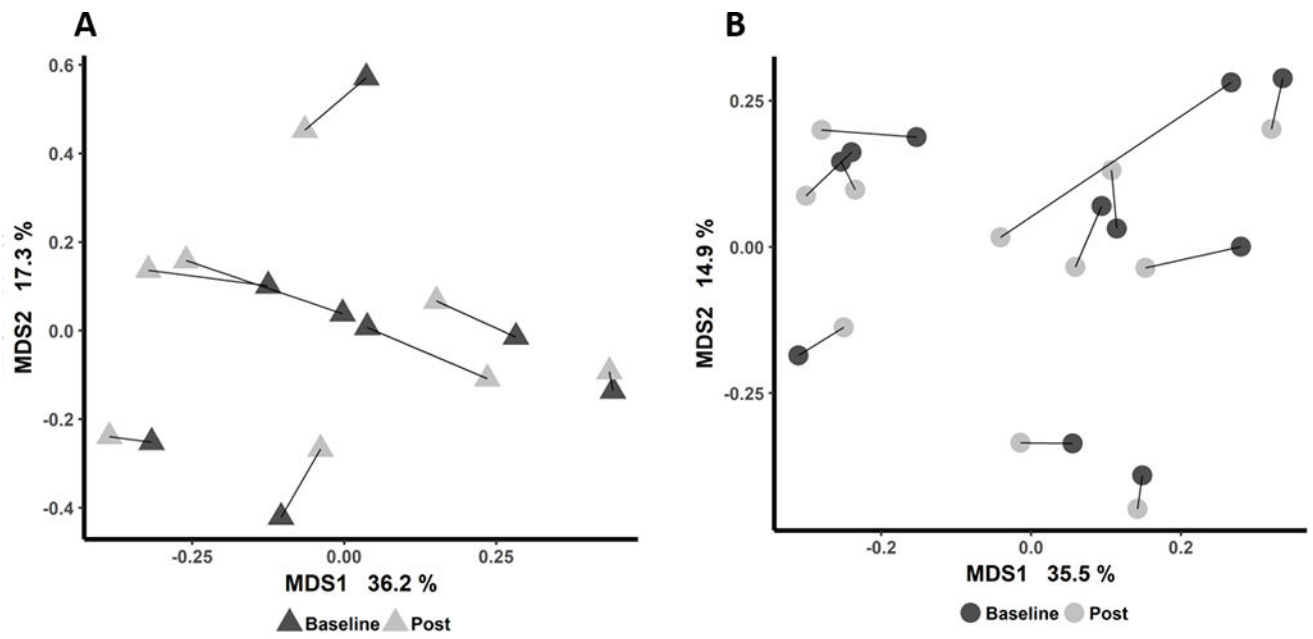 A
0.6
0.4
0.2
0.0
-0.2
-0.4
MDS2 17.3 %
-0.25 0.00 0.25
MDS1 36.2 %
Baseline Post
B
0.25
0.00
-0.25
MDS2 14.9 %
-0.2 0.0 0.2
MDS1 35.5 %
Baseline Post